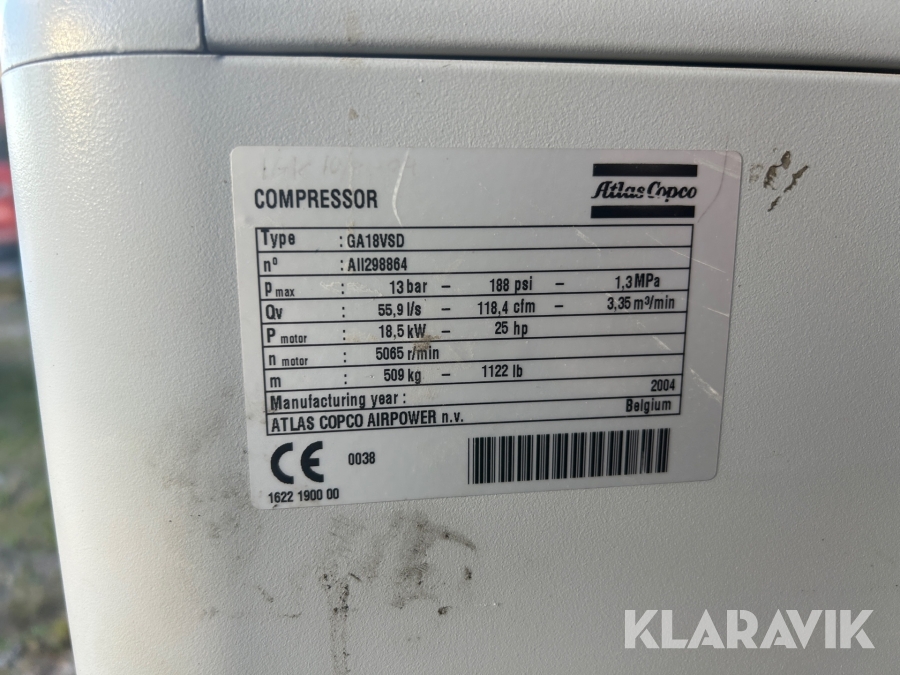 COMPRESSOR
Atlas Copco
Type : GA18VSD
nº : AII298864
p max : 13 bar – 188 psi – 1,3 MPa
Qv : 55,9 l/s – 118,4 cfm – 3,35 m³/min
P motor : 18,5 kW – 25 hp
n motor : 5065 r/min
m : 509 kg – 1122 lb
Manufacturing year : 2004
ATLAS COPCO AIRPOWER n.v. Belgium
CE 0038
1622 1900 00
KLARAVIK